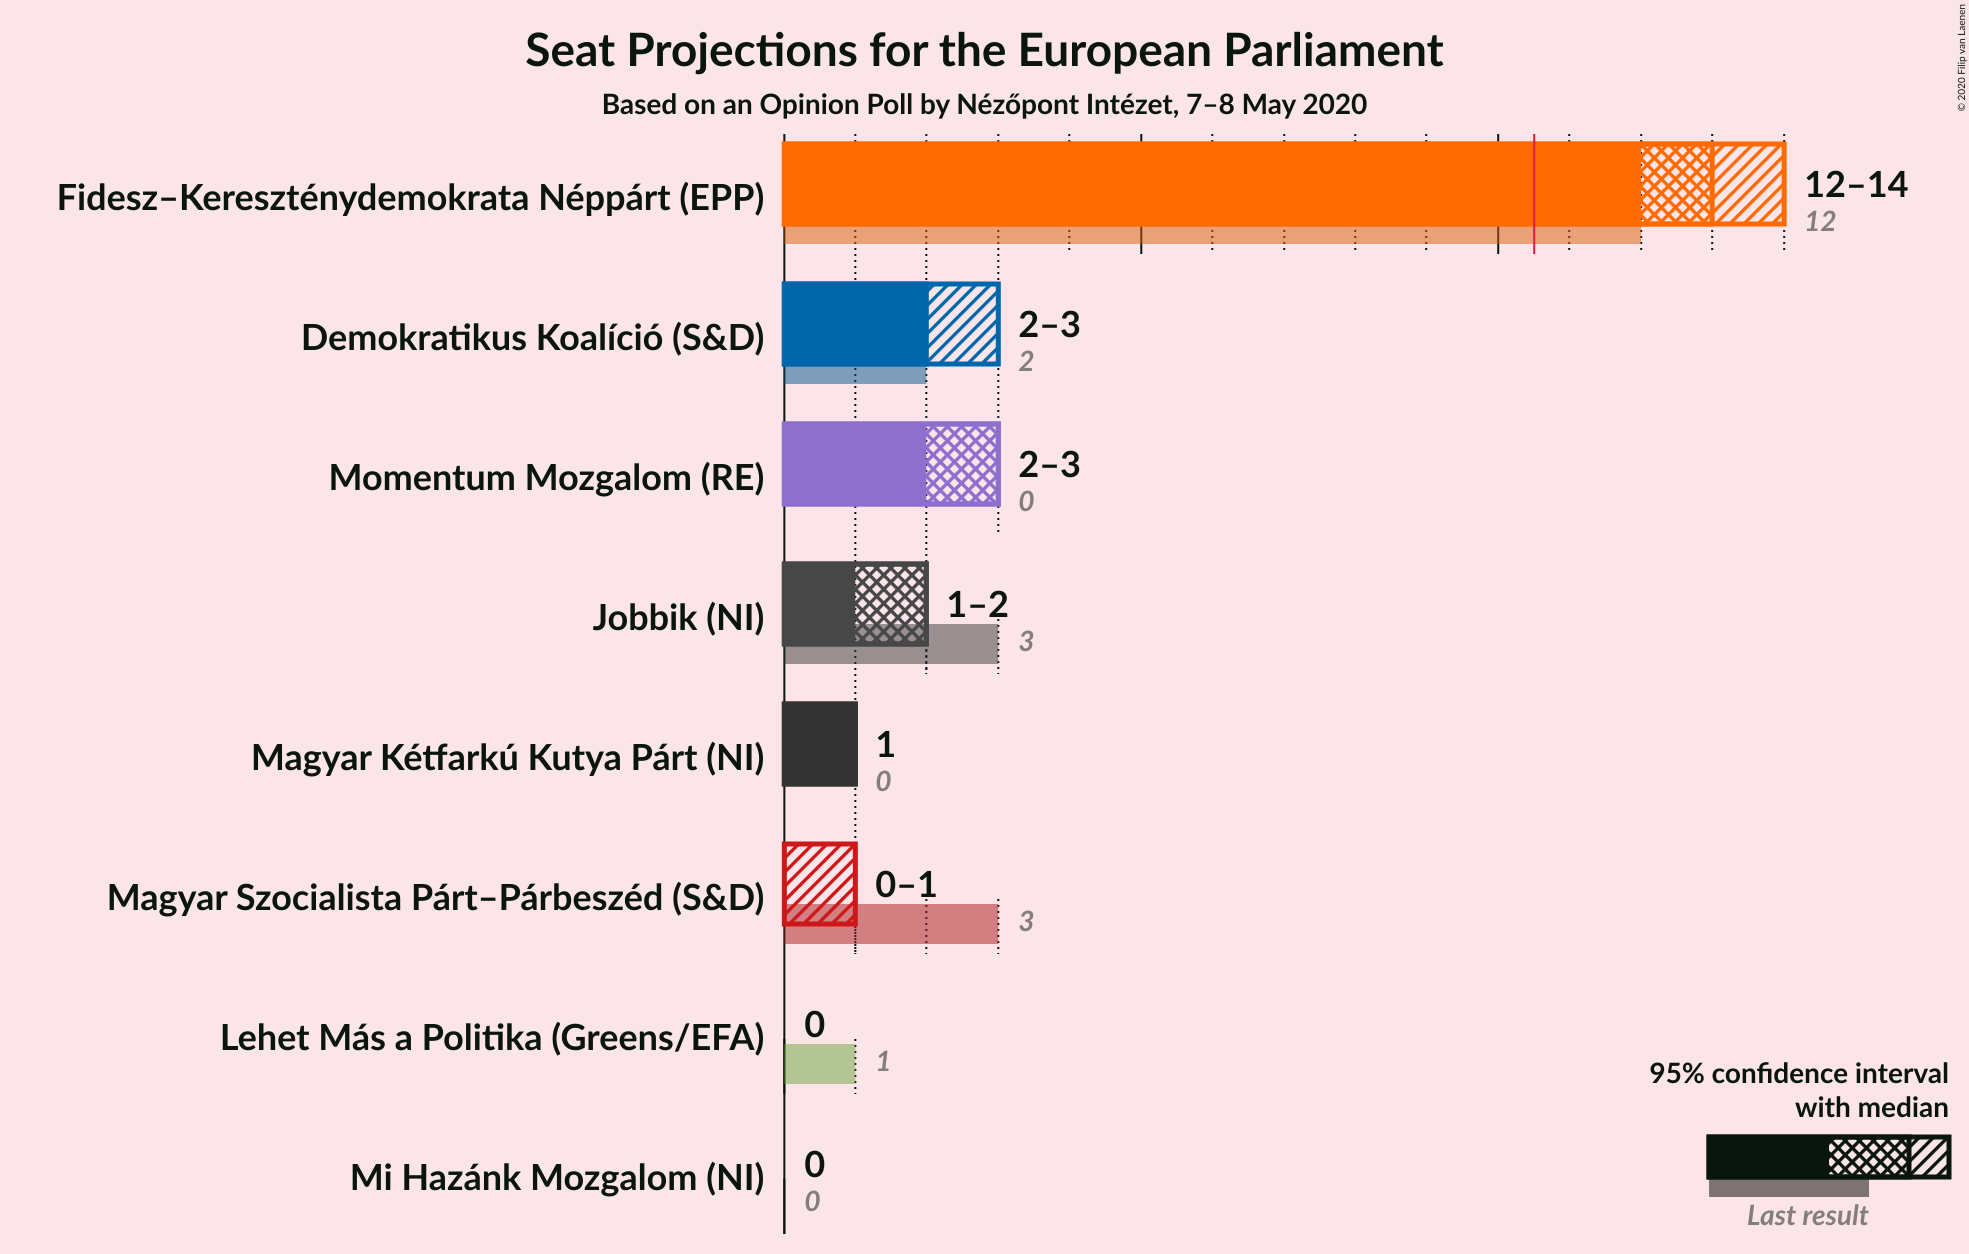 Seat Projections for the European Parliament
Based on an Opinion Poll by Nézőpont Intézet, 7–8 May 2020
© 2020 Filip van Laenen
Fidesz–Kereszténydemokrata Néppárt (EPP)
12–14
12
Demokratikus Koalíció (S&D)
2–3
2
Momentum Mozgalom (RE)
2–3
0
Jobbik (NI)
1–2
3
Magyar Kétfarkú Kutya Párt (NI)
1
0
Magyar Szocialista Párt–Párbeszéd (S&D)
0–1
3
Lehet Más a Politika (Greens/EFA)
0
1
Mi Hazánk Mozgalom (NI)
0
0
95% confidence interval
with median
Last result